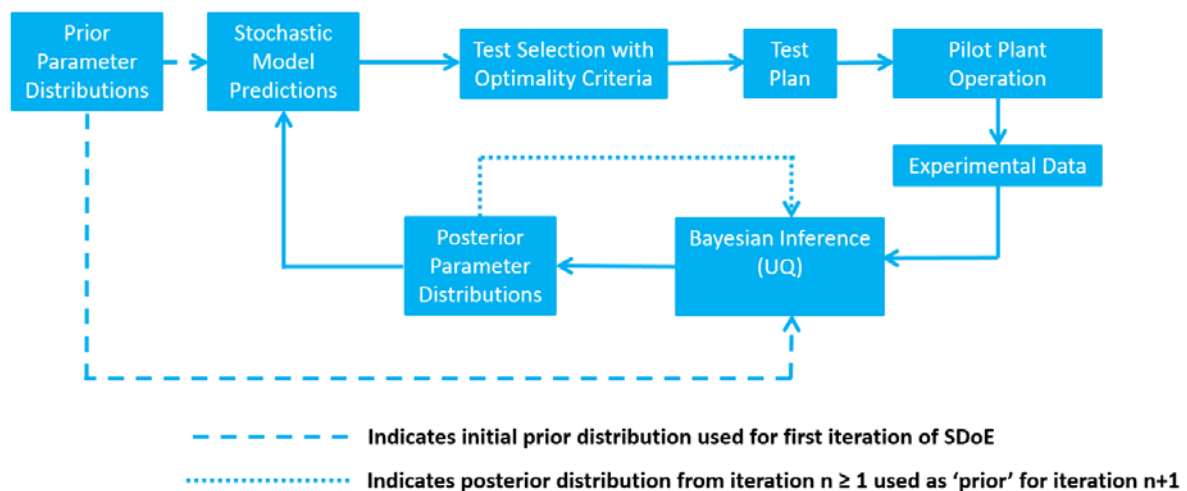 Prior
Parameter
Distributions
Stochastic
Model
Predictions
Test Selection with
Optimality Criteria
Test
Plan
Pilot Plant
Operation
Experimental Data
Posterior
Parameter
Distributions
Bayesian Inference
(UQ)
Indicates initial prior distribution used for first iteration of SDoE
Indicates posterior distribution from iteration n ≥ 1 used as ‘prior’ for iteration n+1